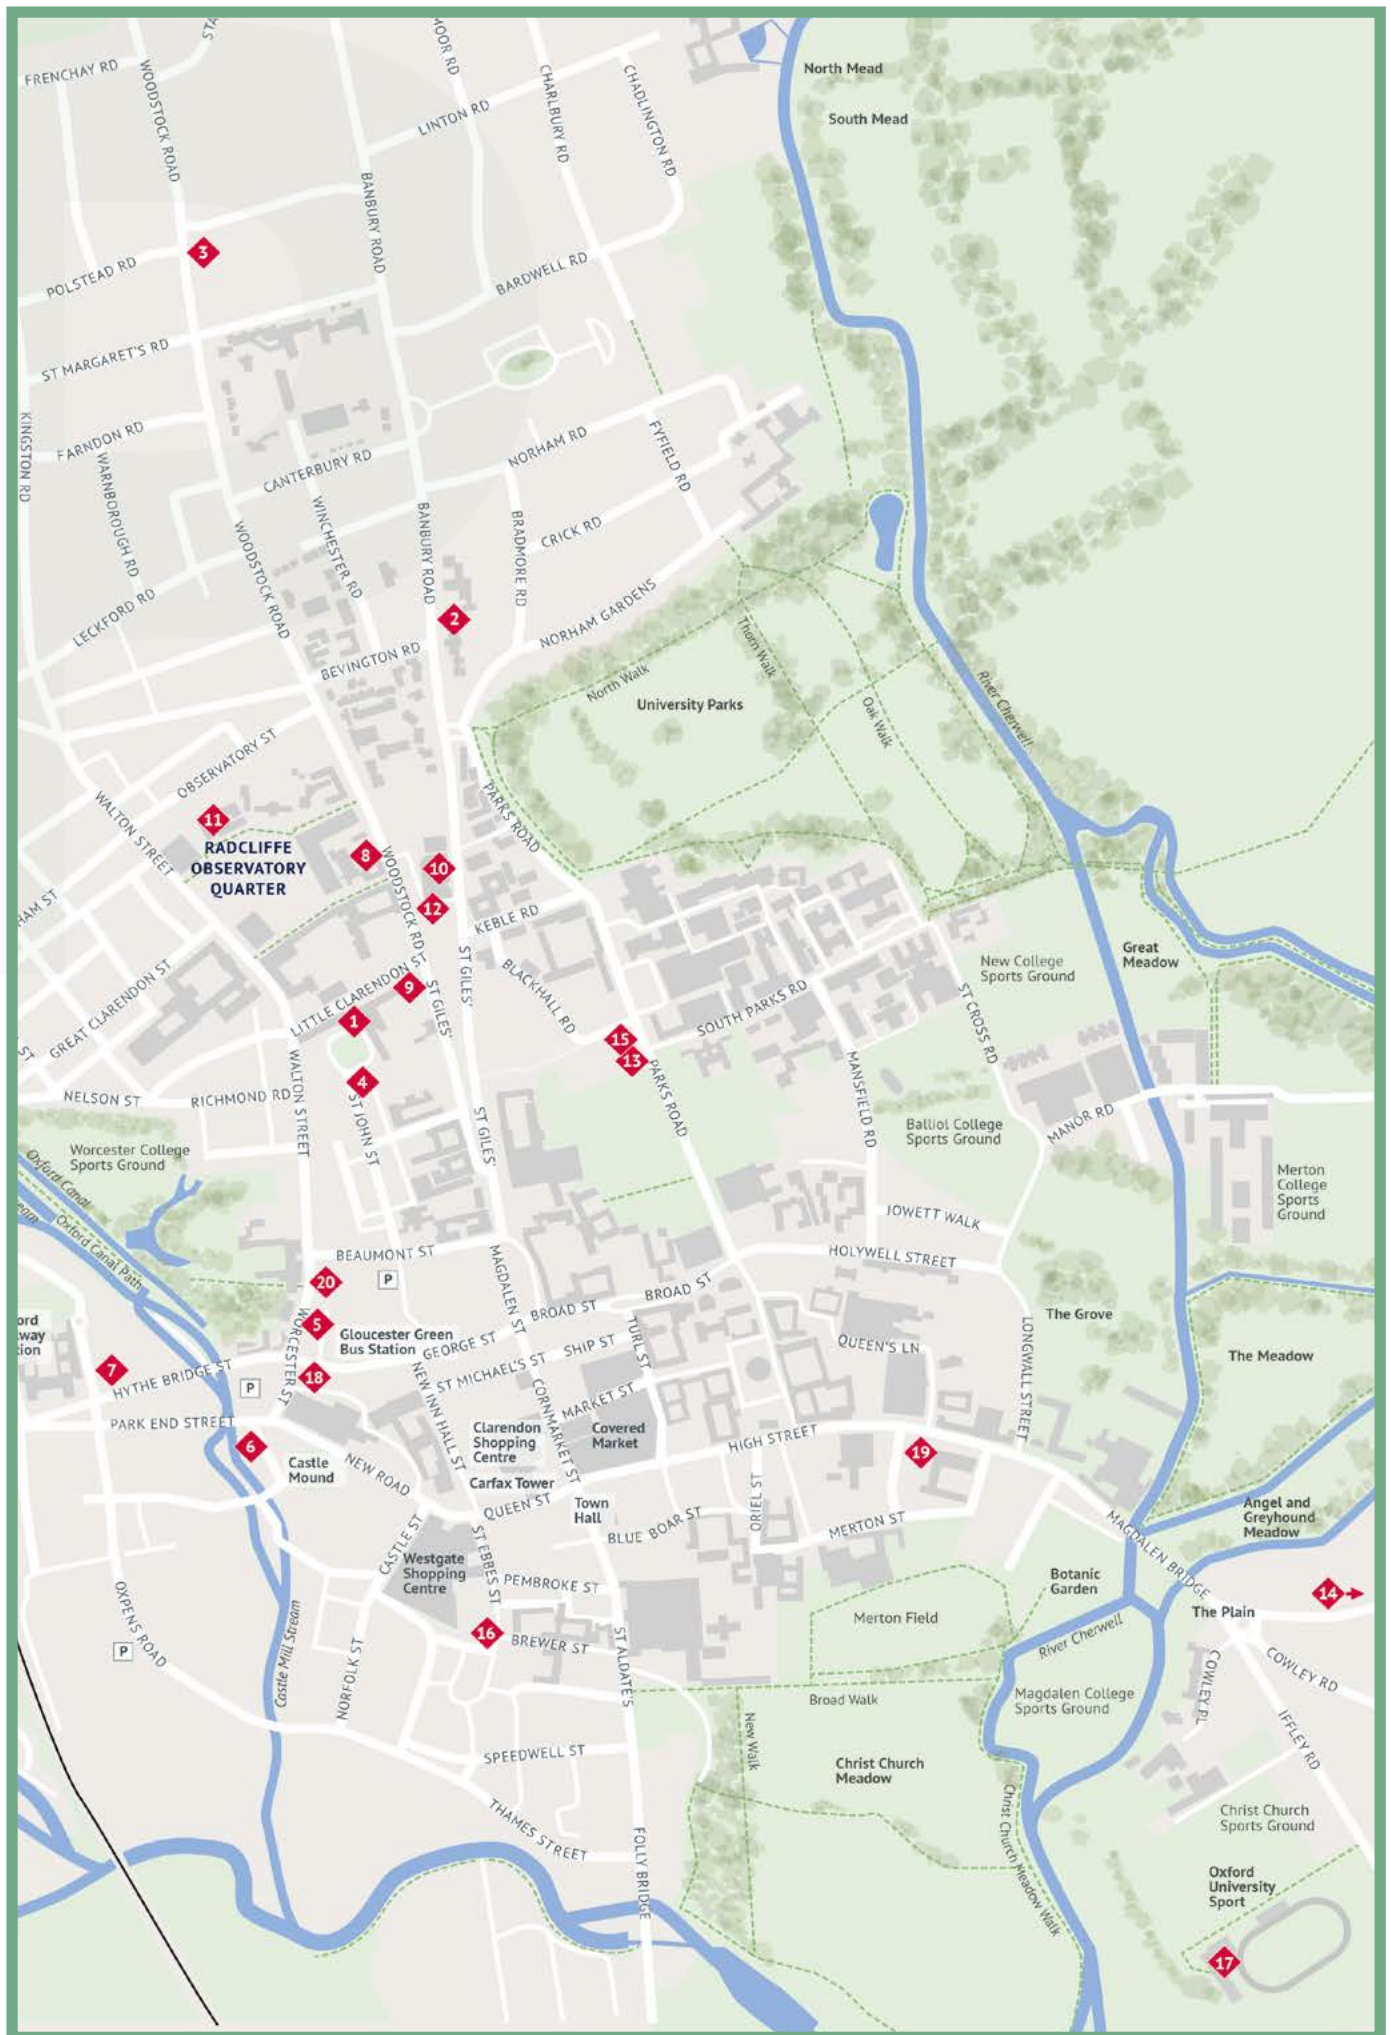 FRENCHAY RD
STA
WOODSTOCK ROAD
MOOR RD
CHARLBURY RD
CHADLINGTON RD
LINTON RD
North Mead
South Mead
BANBURY ROAD
3
POLSTEAD RD
BARDWELL RD
ST MARGARET'S RD
KINGSTON RD
FARNDON RD
WARNBOROUGH RD
CANTERBURY RD
NORHAM RD
FYFIELD RD
WINCHESTER RD
WOODSTOCK ROAD
BANBURY ROAD
BRADMORE RD
CRICK RD
LECKFORD RD
2
NORHAM GARDENS
BEVINGTON RD
North Walk
Thorn Walk
University Parks
Oak Walk
River Cherwell
OBSERVATORY ST
PARKS ROAD
WALTON STREET
11
RADCLIFFE
OBSERVATORY
QUARTER
8
WOODSTOCK RD
10
12
KEBLE RD
HAM ST
Great
Meadow
New College
Sports Ground
ST GILES'
BLACKHALL RD
GREAT CLARENDON ST
LITTLE CLARENDON ST
9
ST GILES'
SOUTH PARKS RD
ST CROSS RD
1
15
13
ST
4
WALTON STREET
PARKS ROAD
MANSFIELD RD
NELSON ST
RICHMOND RD
ST JOHN ST
ST GILES'
Balliol College
Sports Ground
MANOR RD
Worcester College
Sports Ground
Merton
College
Sports
Ground
Oxford Canal
eam
Oxford Canal Path
JOWETT WALK
BEAUMONT ST
HOLYWELL STREET
MAGDALEN ST
20
P
BROAD ST
BROAD ST
WORCESTER ST
5
Gloucester Green
Bus Station
GEORGE ST
The Grove
ord
way
tion
TURL ST
SHIP ST
QUEEN'S LN
LONGWALL STREET
The Meadow
7
HYTHE BRIDGE ST
18
P
ST MICHAEL'S ST
NEW INN HALL ST
CORNMARKET ST
MARKET ST
PARK END STREET
Clarendon
Shopping
Centre
Covered
Market
HIGH STREET
19
6
Castle
Mound
NEW ROAD
Carfax Tower
QUEEN ST
Town
Hall
ORIEL ST
BLUE BOAR ST
MERTON ST
MAGDALEN BRIDGE
Angel and
Greyhound
Meadow
CASTLE ST
ST EBBES ST
Westgate
Shopping
Centre
PEMBROKE ST
Botanic
Garden
14
OXPENS ROAD
Castle Mill Stream
Merton Field
River Cherwell
The Plain
16
BREWER ST
P
NORFOLK ST
ST ALDATE'S
COWLEY PL
COWLEY RD
Broad Walk
Magdalen College
Sports Ground
IFFLEY RD
New Walk
SPEEDWELL ST
Christ Church
Meadow
THAMES STREET
Christ Church Meadow Walk
Christ Church
Sports Ground
FOLLY BRIDGE
Oxford
University
Sport
17